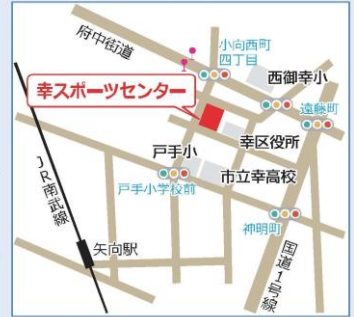 府中街道
小向西町
四丁目
西御幸小
遠藤町
幸スポーツセンター
幸区役所
戸手小
市立幸高校
戸手小学校前
神明町
JR南武線
矢向駅
国道1号線